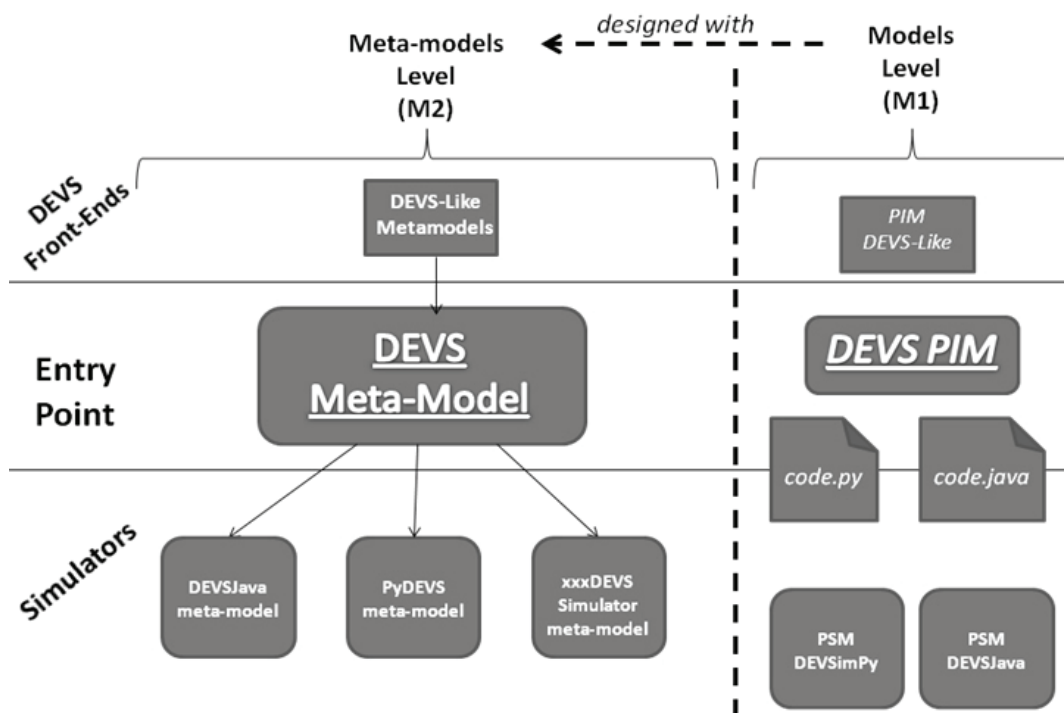 designed with
Meta-models
Level
(M2)
Models
Level
(M1)
DEVS
Front-Ends
DEVS-Like
Metamodels
PIM
DEVS-Like
Entry
Point
DEVS
Meta-Model
DEVS PIM
code.py
code.java
Simulators
DEVSJava
meta-model
PyDEVS
meta-model
xxxDEVS
Simulator
meta-model
PSM
DEVSimPy
PSM
DEVSJava